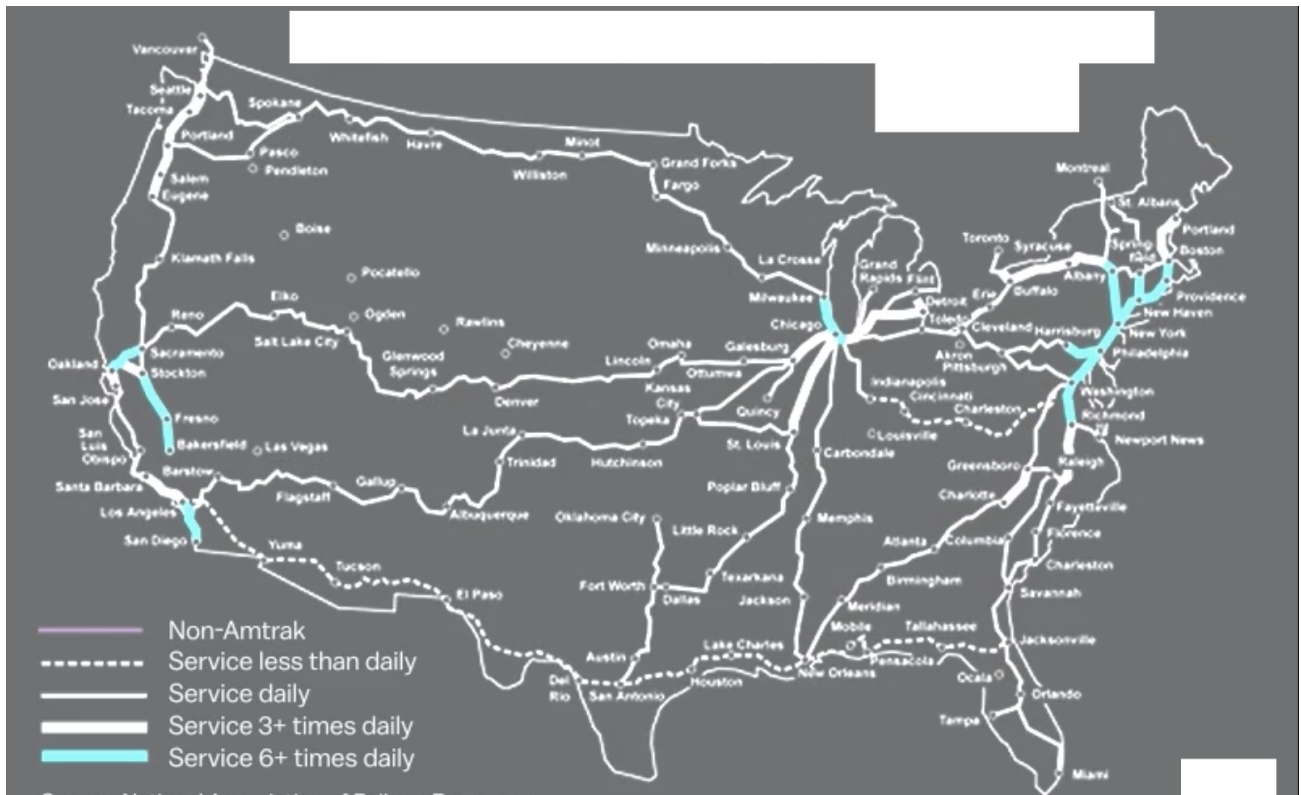 Vancouver
Seattle
Tacoma
Spokane
Whitefish
Havre
Minot
Williston
Grand Forks
Fargo
Portland
Pasco
Pendleton
Salem
Eugene
Boise
Klamath Falls
Pocatello
Minneapolis
La Crosse
Milwaukee
Grand
Rapids
Flint
Toronto
Syracuse
Montreal
St. Albans
Portland
Spring
field
Boston
Albany
Buffalo
Erie
Detroit
Toledo
Cleveland
Harrisburg
Providence
New Haven
New York
Philadelphia
Akron
Pittsburgh
Reno
Elko
Ogden
Rawlins
Salt Lake City
Cheyenne
Glenwood
Springs
Denver
Lincoln
Omaha
Ottumwa
Galesburg
Chicago
Sacramento
Oakland
Stockton
San Jose
Fresno
Kansas
City
Topeka
Quincy
Indianapolis
Cincinnati
Charleston
Louisville
Washington
Richmond
Newport News
San
Luis
Obispo
Bakersfield
Las Vegas
La Junta
Trinidad
Hutchinson
St. Louis
Carbondale
Greensboro
Raleigh
Barstow
Santa Barbara
Los Angeles
San Diego
Flagstaff
Gallup
Albuquerque
Oklahoma City
Poplar Bluff
Little Rock
Memphis
Charlotte
Fayetteville
Florence
Atlanta
Columbia
Charleston
Birmingham
Savannah
Yuma
Tucson
El Paso
Fort Worth
Dallas
Texarkana
Jackson
Meridian
Mobile
Tallahassee
Jacksonville
Austin
Lake Charles
Pensacola
New Orleans
Houston
Del
Rio
San Antonio
Ocala
Orlando
Tampa
Miami
Non-Amtrak
Service less than daily
Service daily
Service 3+ times daily
Service 6+ times daily